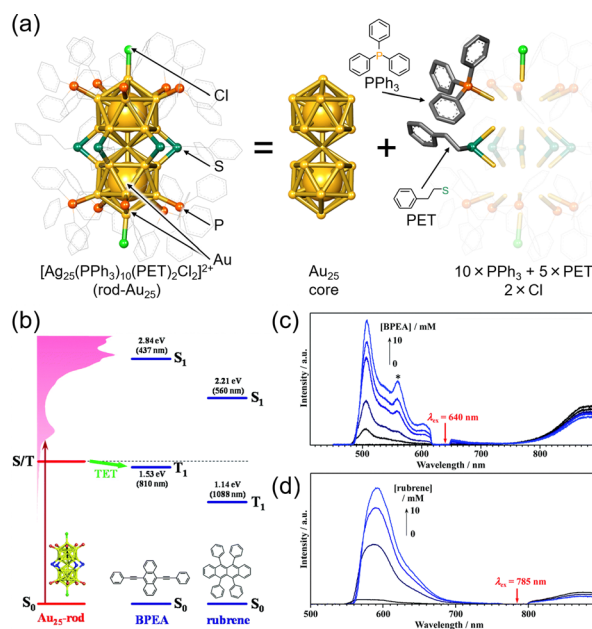 (a)
Cl
S
P
Au
[Ag25(PPh3)10(PET)2Cl2]2+
(rod-Au25)
=
Au25
core
+
P
PPh3
S
PET
10 × PPh3 + 5 × PET
2 × Cl
(b)
2.84 eV
(437 nm)
S1
2.21 eV
(560 nm)
S1
S/T
TET
T1
1.53 eV
(810 nm)
1.14 eV
(1088 nm)
T1
S0
S0
S0
Au25-rod
BPEA
rubrene
(c)
[BPEA] / mM
10
0
*
λex = 640 nm
Intensity / a.u.
500 600 700 800
Wavelength / nm
(d)
[rubrene]
/ mM
10
0
λex = 785 nm
Intensity / a.u.
500 600 700 800 900
Wavelength / nm